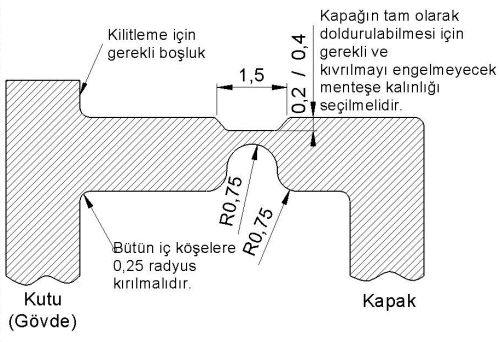 Kilitleme için
gerekli boşluk
Kapağın tam olarak
doldurulabilmesi için
gerekli ve
kıvrılmayı engelmeyecek
menteşe kalınlığı
seçilmelidir.
1,5
0,2 / 0,4
R0,75
R0,75
Bütün iç köşelere
0,25 radyus
kırılmalıdır.
Kutu
(Gövde)
Kapak